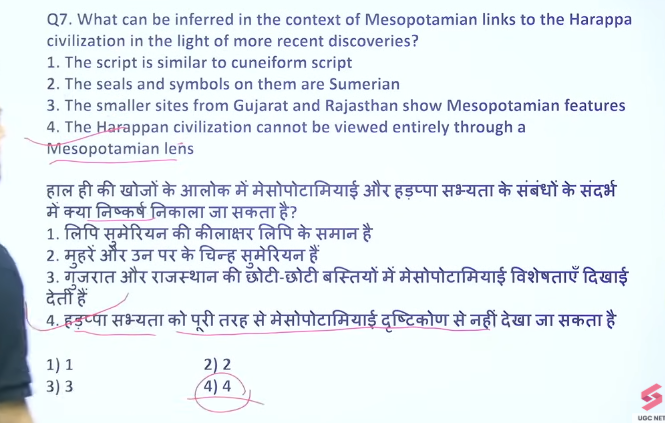 Q7. What can be inferred in the context of Mesopotamian links to the Harappa
civilization in the light of more recent discoveries?
1. The script is similar to cuneiform script
2. The seals and symbols on them are Sumerian
3. The smaller sites from Gujarat and Rajasthan show Mesopotamian features
4. The Harappan civilization cannot be viewed entirely through a
Mesopotamian lens
हाल ही की खोजों के आलोक में मेसोपोटामियाई और हड़प्पा सभ्यता के संबंधों के संदर्भ
में क्या निष्कर्ष निकाला जा सकता है?
1. लिपि सुमेरियन की कीलाक्षर लिपि के समान है
2. मुहरें और उन पर के चिन्ह सुमेरियन हैं
3. गुजरात और राजस्थान की छोटी-छोटी बस्तियों में मेसोपोटामियाई विशेषताएँ दिखाई
देती हैं
4. हड़प्पा सभ्यता को पूरी तरह से मेसोपोटामियाई दृष्टिकोण से नहीं देखा जा सकता है
1) 1 2) 2
3) 3 4) 4
UGC NET